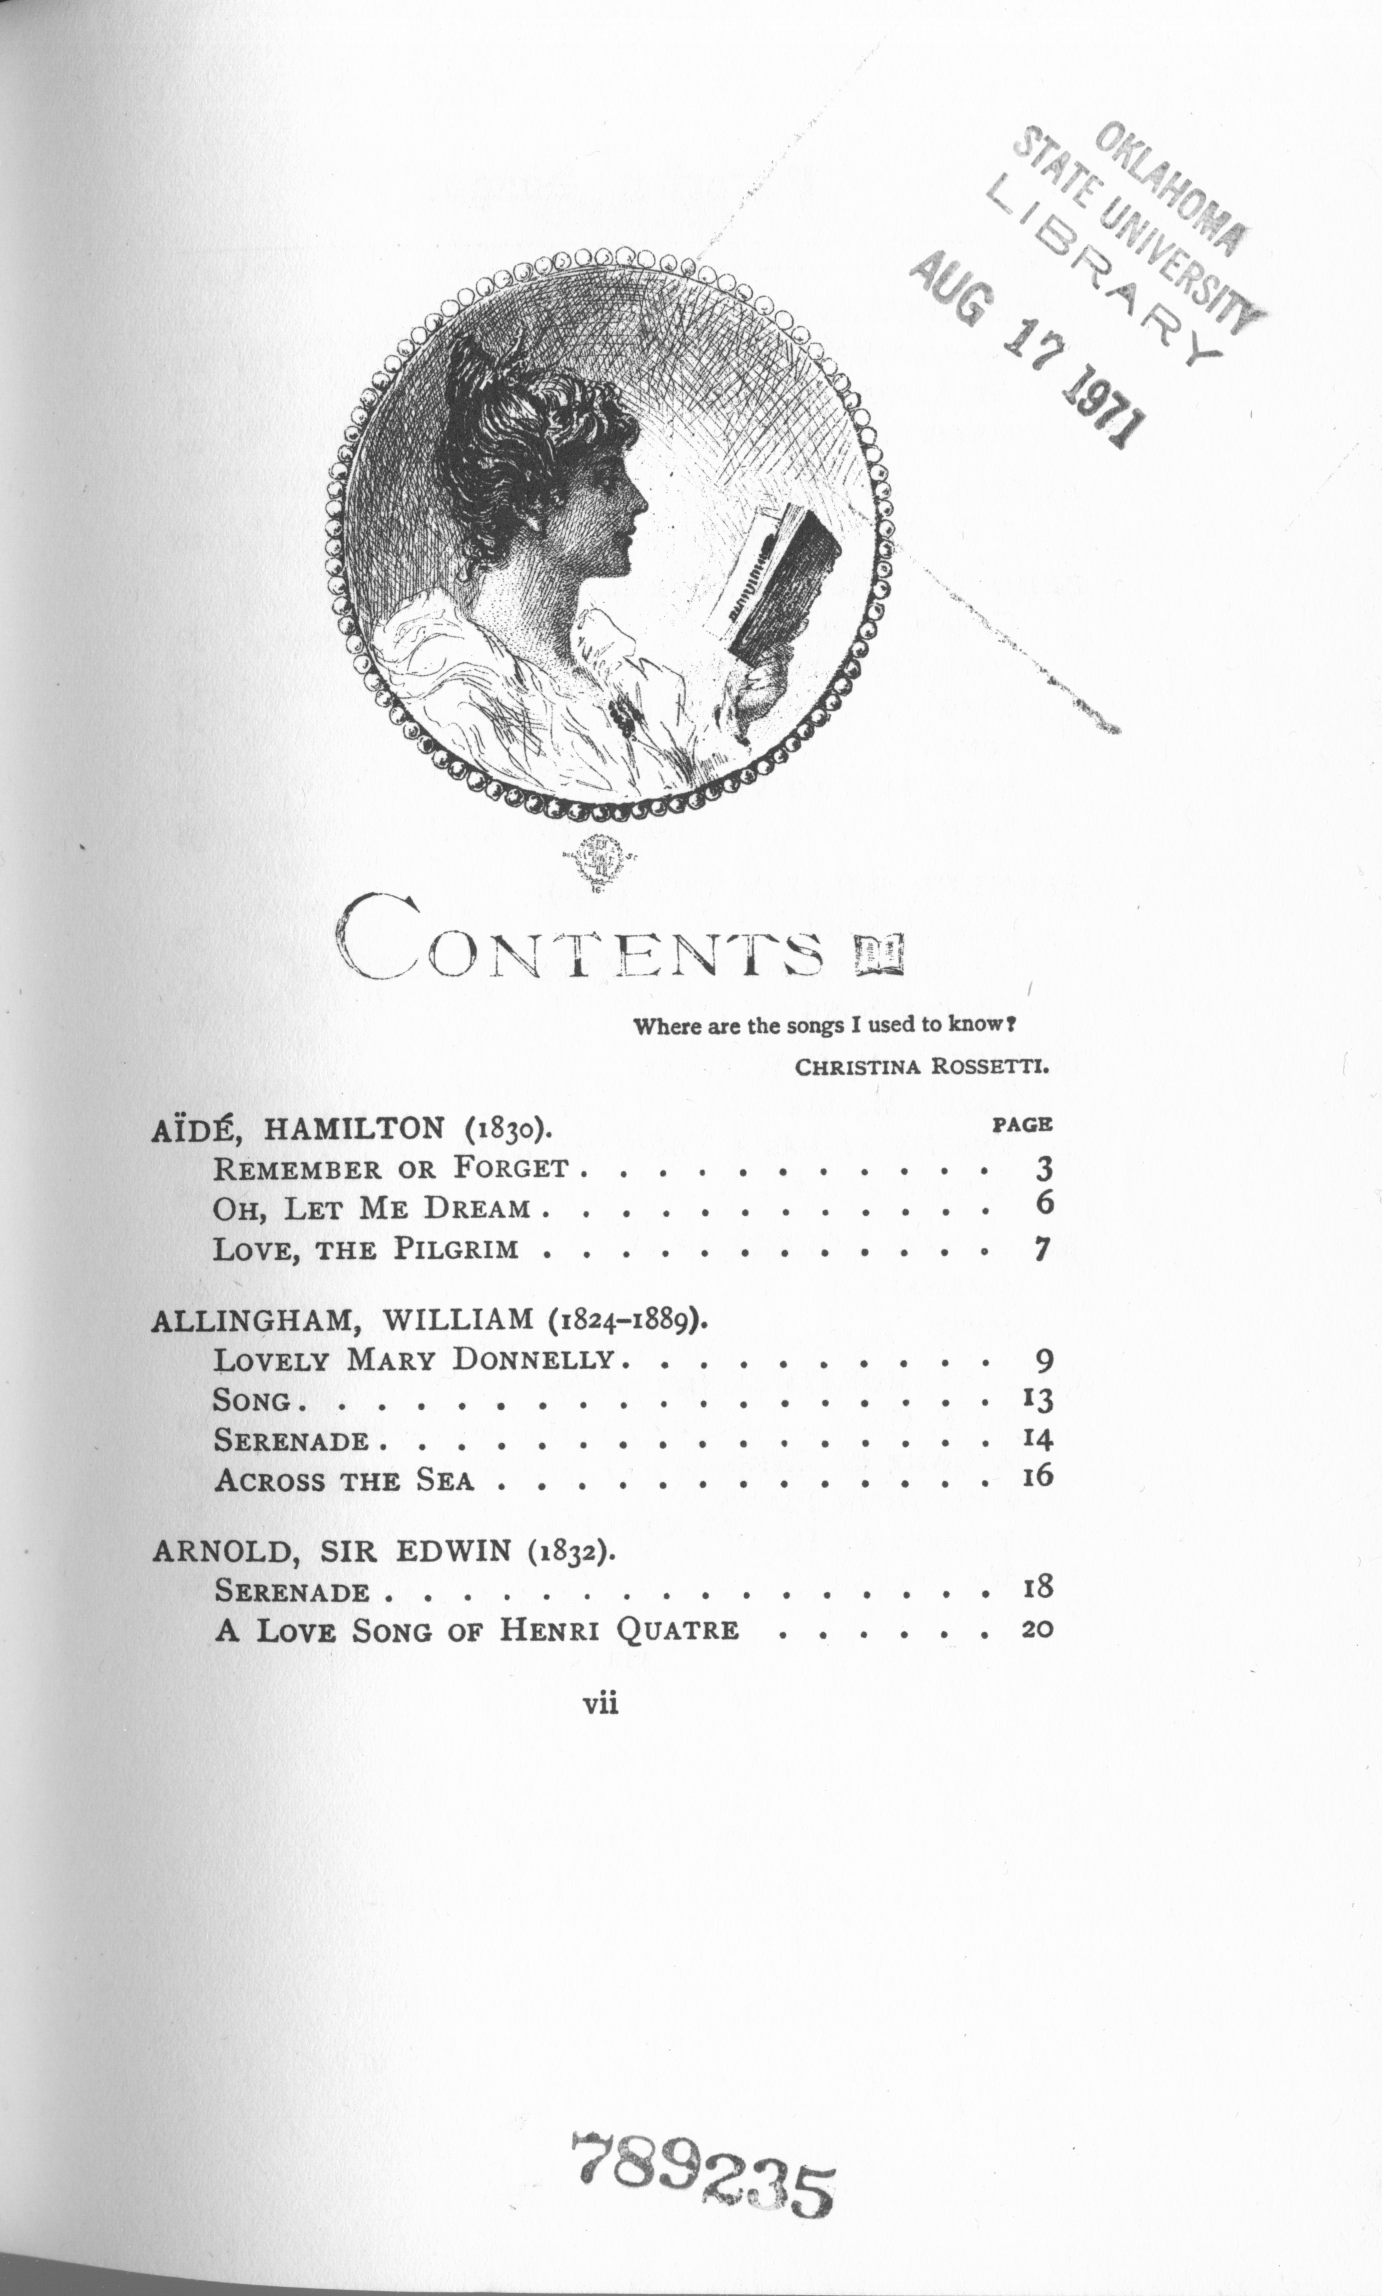 OKLAHOMA
STATE UNIVERSITY
LIBRARY
AUG 17 1971
16.
CONTENTS
Where are the songs I used to know?
CHRISTINA ROSSETTI.
AÏDÉ, HAMILTON (1830). PAGE
REMEMBER OR FORGET . . . . . . . . . . . 3
OH, LET ME DREAM . . . . . . . . . . . . 6
LOVE, THE PILGRIM . . . . . . . . . . . . 7
ALLINGHAM, WILLIAM (1824–1889).
LOVELY MARY DONNELLY . . . . . . . . . . 9
SONG . . . . . . . . . . . . . . . . . . 13
SERENADE . . . . . . . . . . . . . . . . 14
ACROSS THE SEA . . . . . . . . . . . . . 16
ARNOLD, SIR EDWIN (1832).
SERENADE . . . . . . . . . . . . . . . . 18
A LOVE SONG OF HENRI QUATRE . . . . . . 20
vii
789235